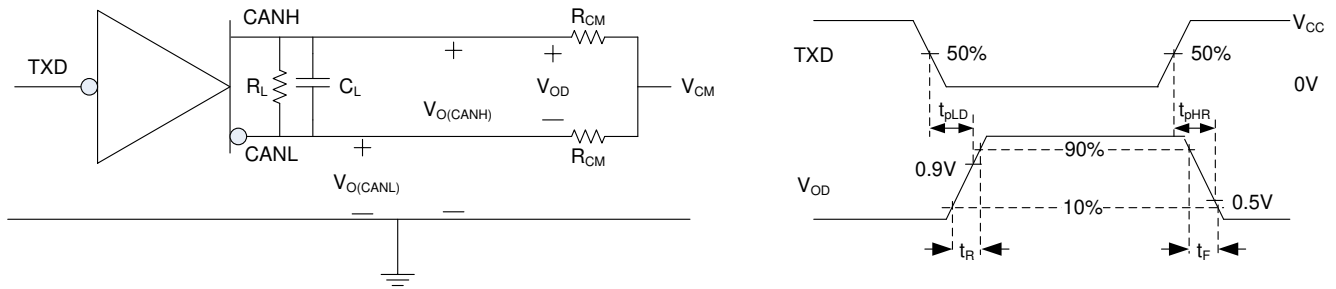 CANH
RCM
TXD
RL
CL
VOD
VCM
VO(CANH)
CANL
RCM
VO(CANL)
VCC
TXD
50%
50%
0V
tpLD
tpHR
90%
0.9V
VOD
10%
0.5V
tR
tF